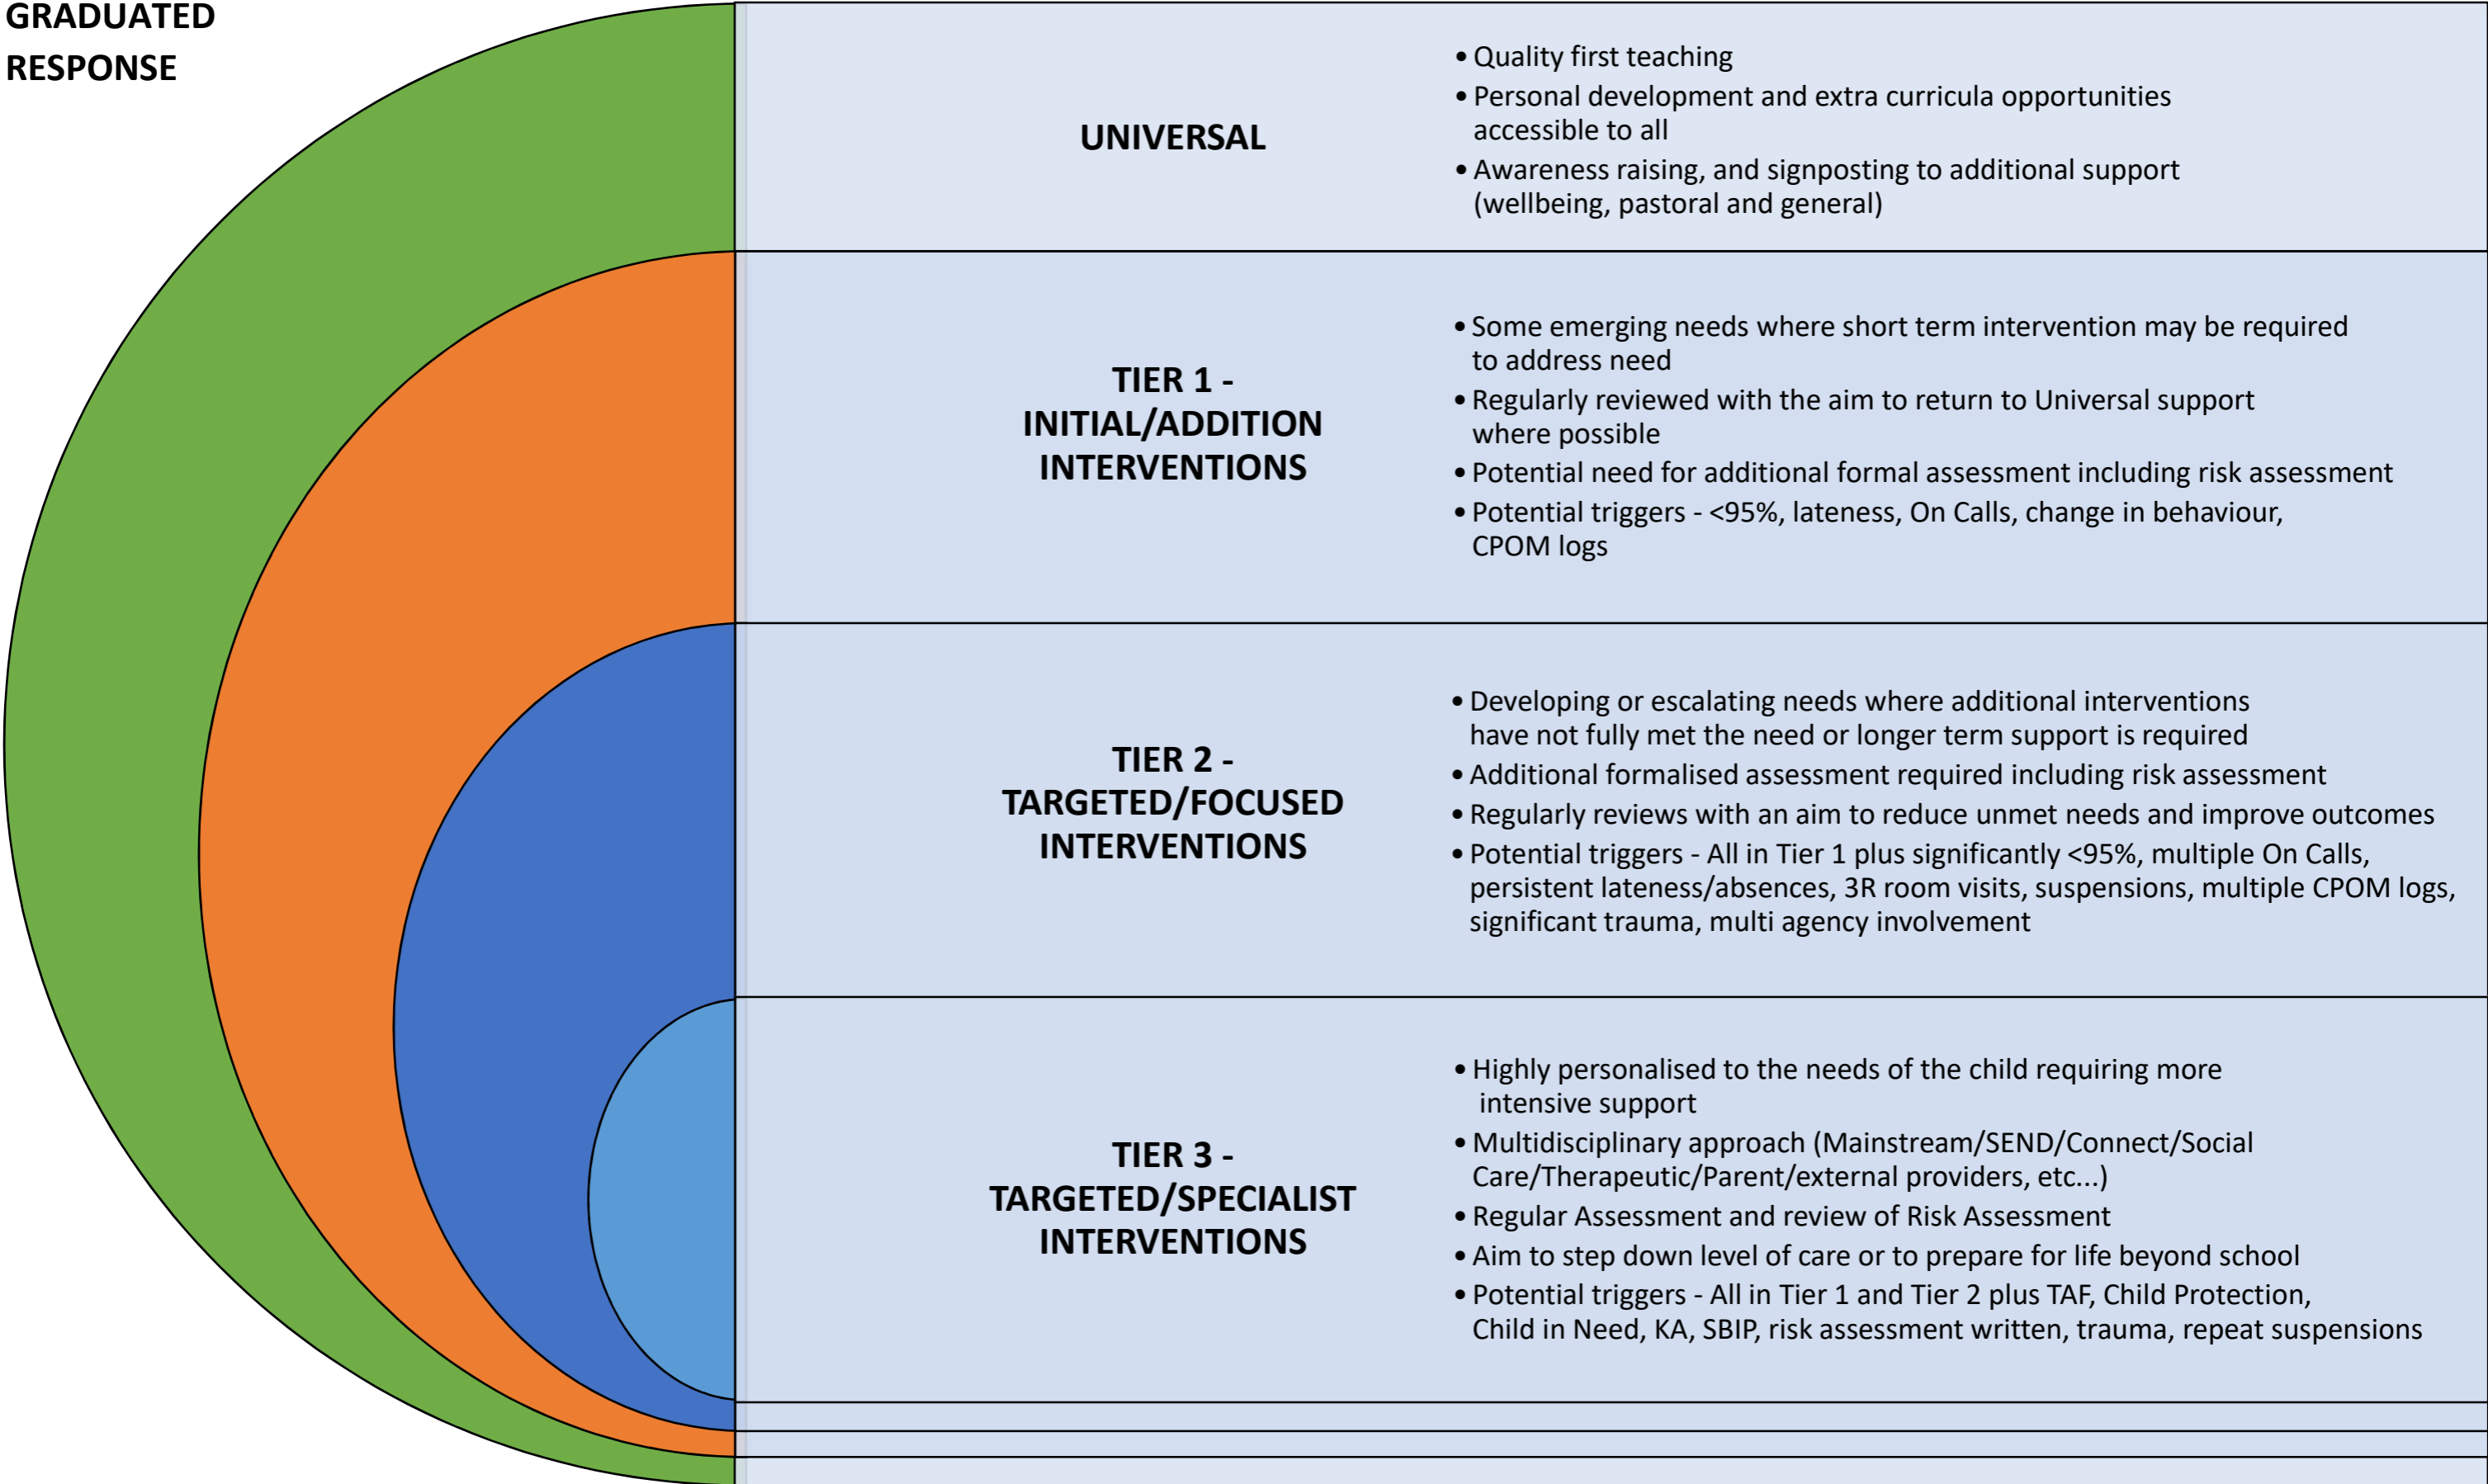 GRADUATED
RESPONSE
UNIVERSAL
• Quality first teaching
• Personal development and extra curricula opportunities
accessible to all
• Awareness raising, and signposting to additional support
(wellbeing, pastoral and general)
TIER 1 -
INITIAL/ADDITION
INTERVENTIONS
• Some emerging needs where short term intervention may be required
to address need
• Regularly reviewed with the aim to return to Universal support
where possible
• Potential need for additional formal assessment including risk assessment
• Potential triggers - <95%, lateness, On Calls, change in behaviour,
CPOM logs
TIER 2 -
TARGETED/FOCUSED
INTERVENTIONS
• Developing or escalating needs where additional interventions
have not fully met the need or longer term support is required
• Additional formalised assessment required including risk assessment
• Regularly reviews with an aim to reduce unmet needs and improve outcomes
• Potential triggers - All in Tier 1 plus significantly <95%, multiple On Calls,
persistent lateness/absences, 3R room visits, suspensions, multiple CPOM logs,
significant trauma, multi agency involvement
TIER 3 -
TARGETED/SPECIALIST
INTERVENTIONS
• Highly personalised to the needs of the child requiring more
intensive support
• Multidisciplinary approach (Mainstream/SEND/Connect/Social
Care/Therapeutic/Parent/external providers, etc...)
• Regular Assessment and review of Risk Assessment
• Aim to step down level of care or to prepare for life beyond school
• Potential triggers - All in Tier 1 and Tier 2 plus TAF, Child Protection,
Child in Need, KA, SBIP, risk assessment written, trauma, repeat suspensions